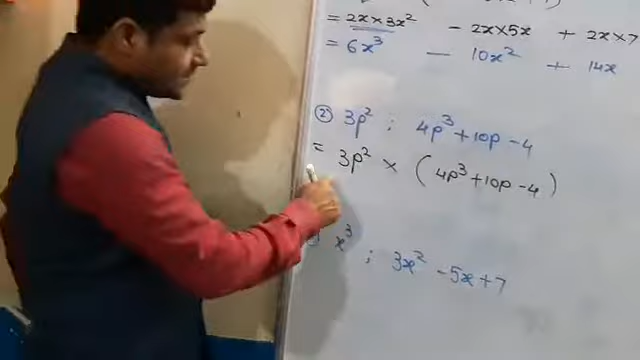 = 2x×3x² - 2x×5x + 2x×7
= 6x³ - 10x² + 14x
② 3p² ; 4p³+10p-4
= 3p² × (4p³+10p-4)
x³ ; 3x²-5x+7